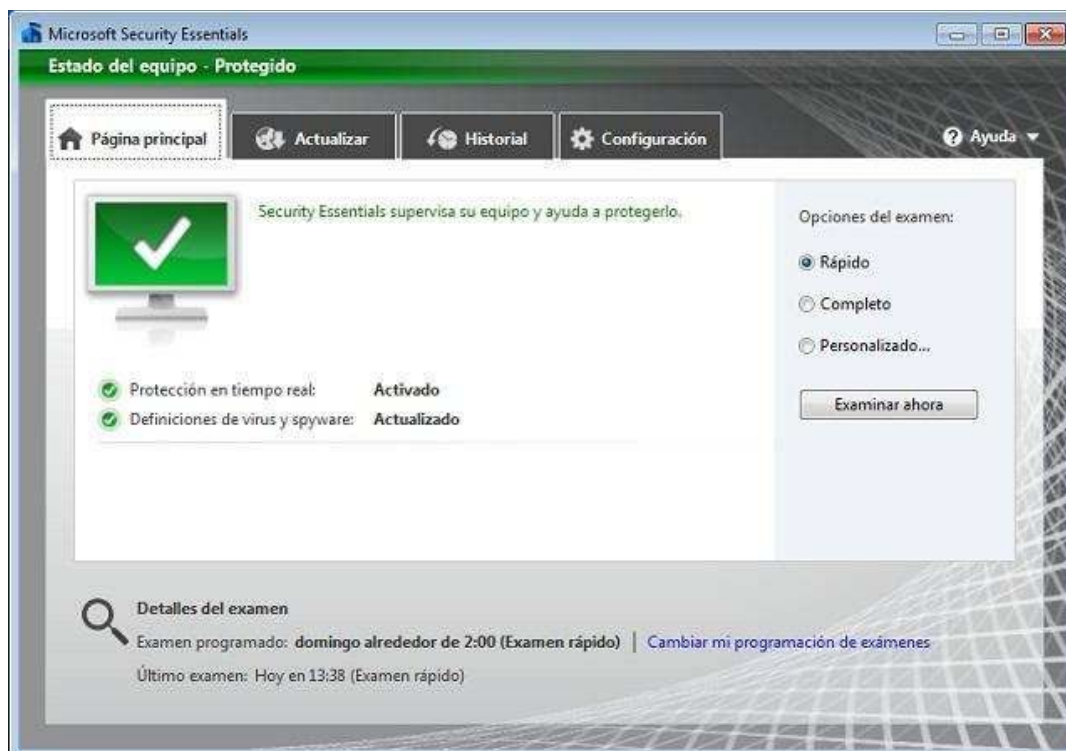 Microsoft Security Essentials
Estado del equipo - Protegido
Página principal
Actualizar
Historial
Configuración
Ayuda
Security Essentials supervisa su equipo y ayuda a protegerlo.
Opciones del examen:
Rápido
Completo
Personalizado...
Examinar ahora
Protección en tiempo real: Activado
Definiciones de virus y spyware: Actualizado
Detalles del examen
Examen programado: domingo alrededor de 2:00 (Examen rápido) | Cambiar mi programación de exámenes
Último examen: Hoy en 13:38 (Examen rápido)